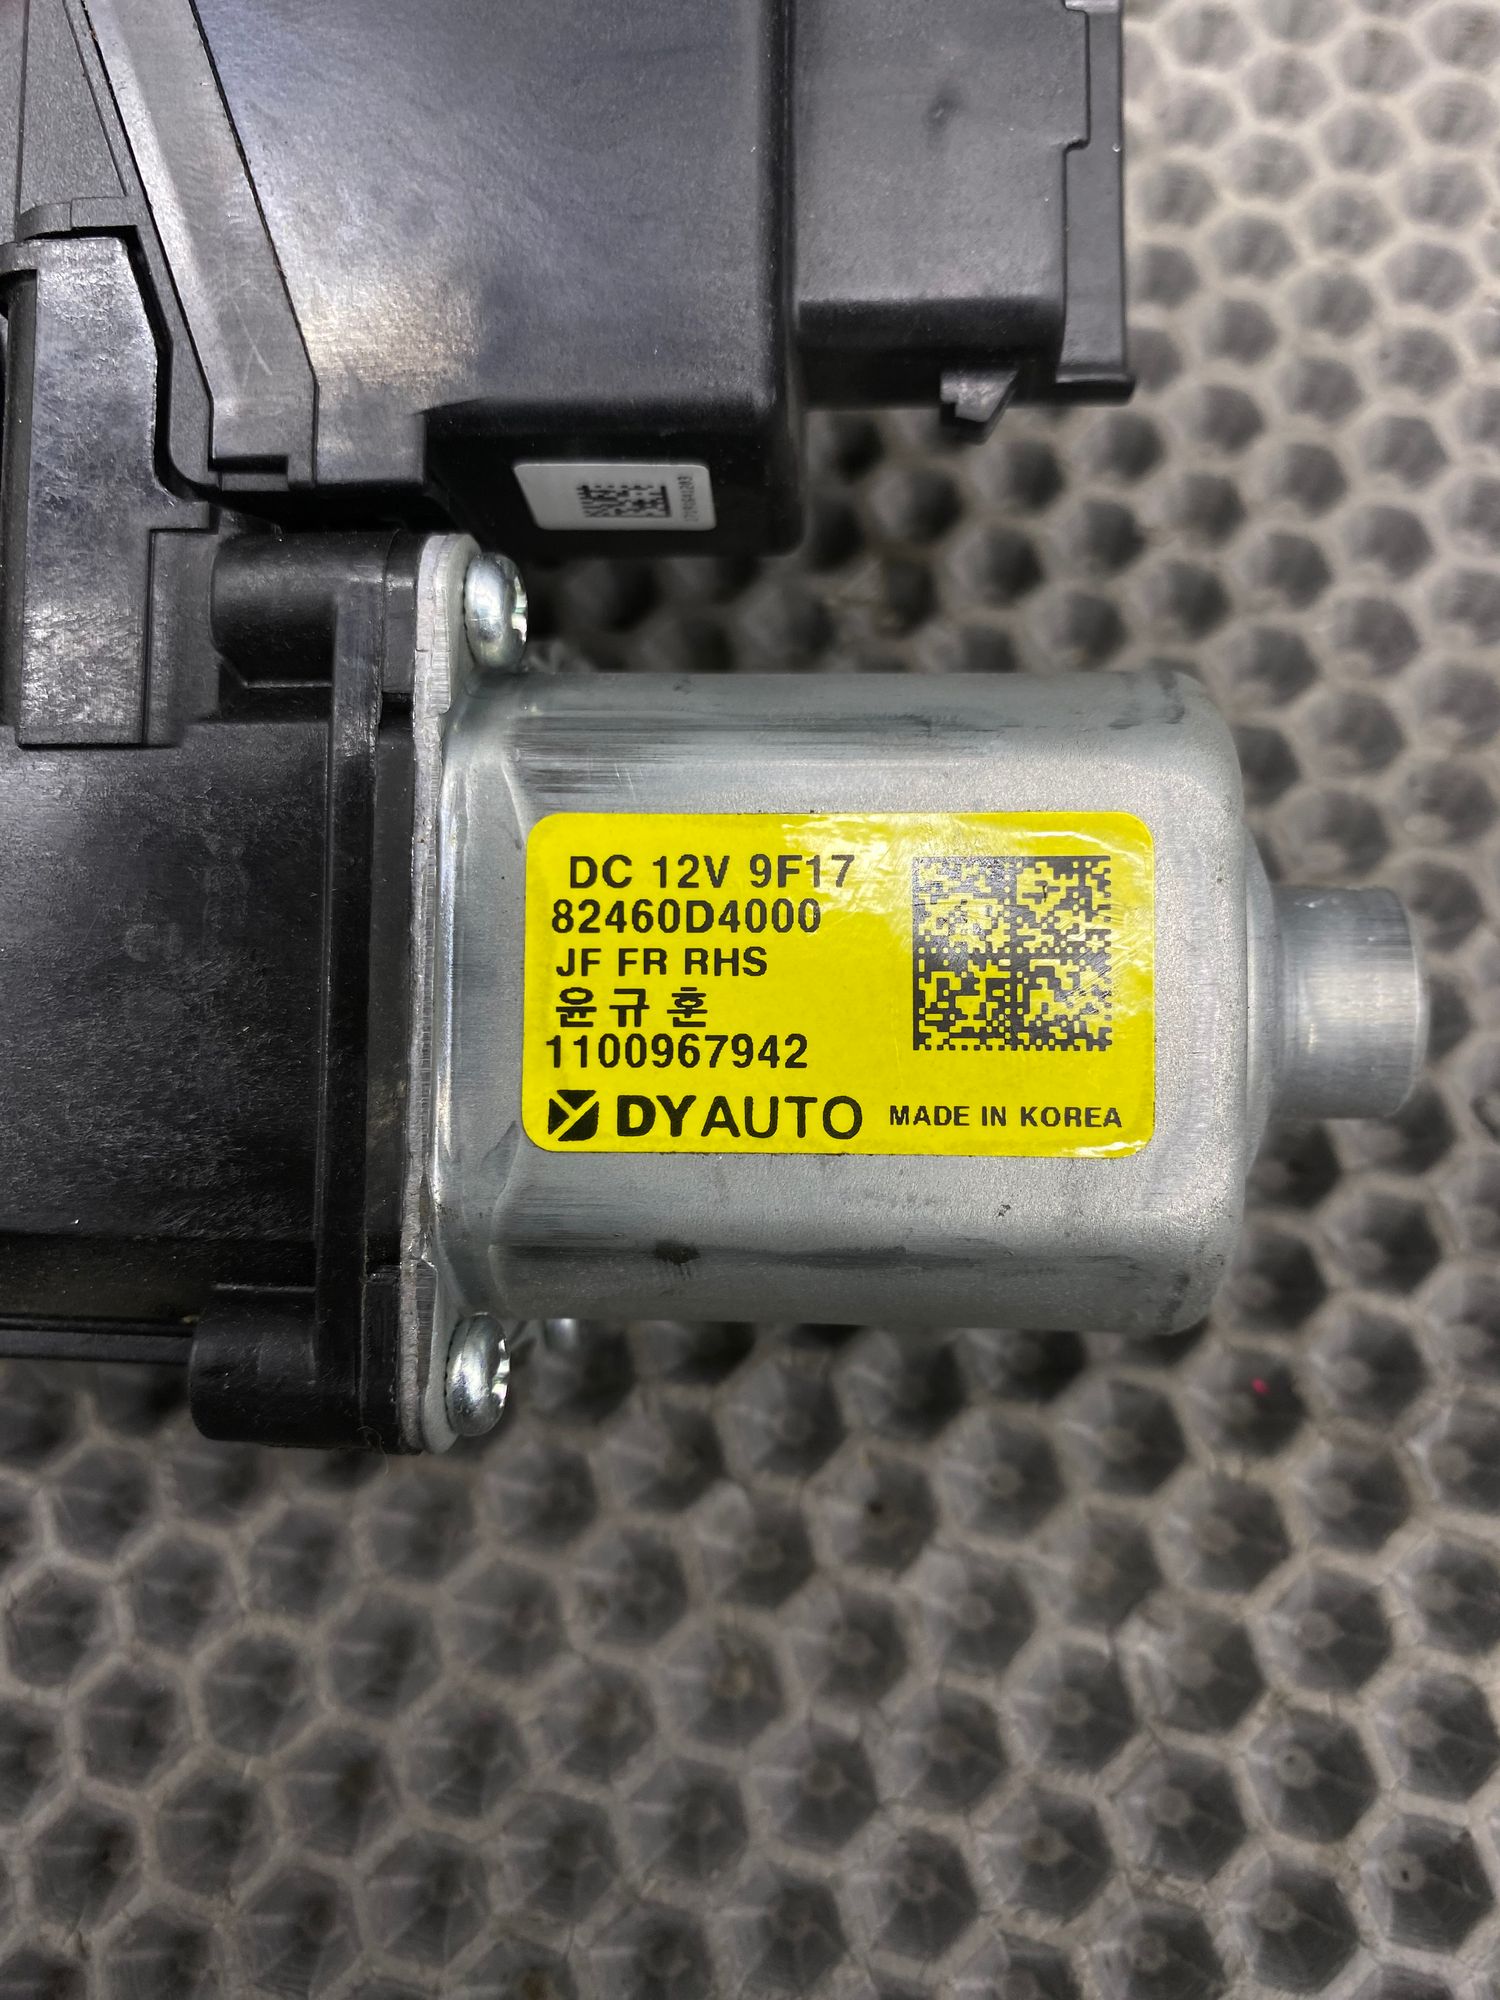 DC 12V 9F17
82460D4000
JF FR RHS
윤규훈
1100967942
DYAUTO MADE IN KOREA